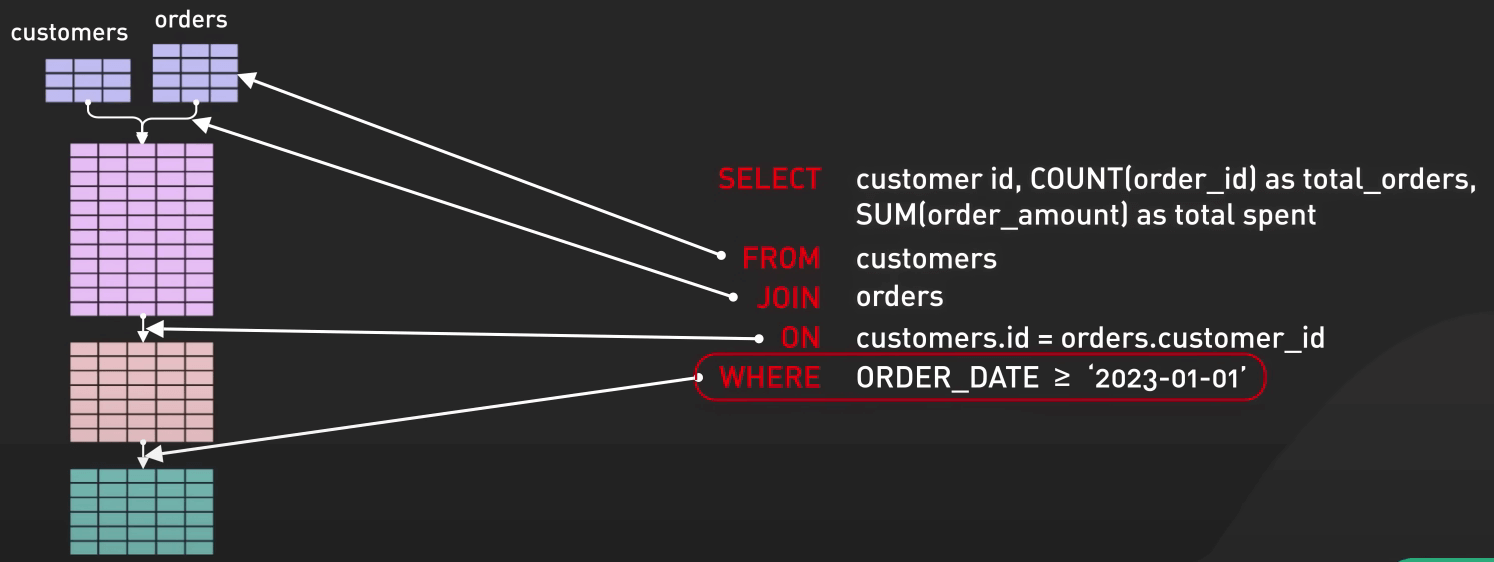 customers
orders
SELECT customer id, COUNT(order_id) as total_orders,
SUM(order_amount) as total spent
FROM customers
JOIN orders
ON customers.id = orders.customer_id
WHERE ORDER_DATE ≥ ‘2023-01-01’